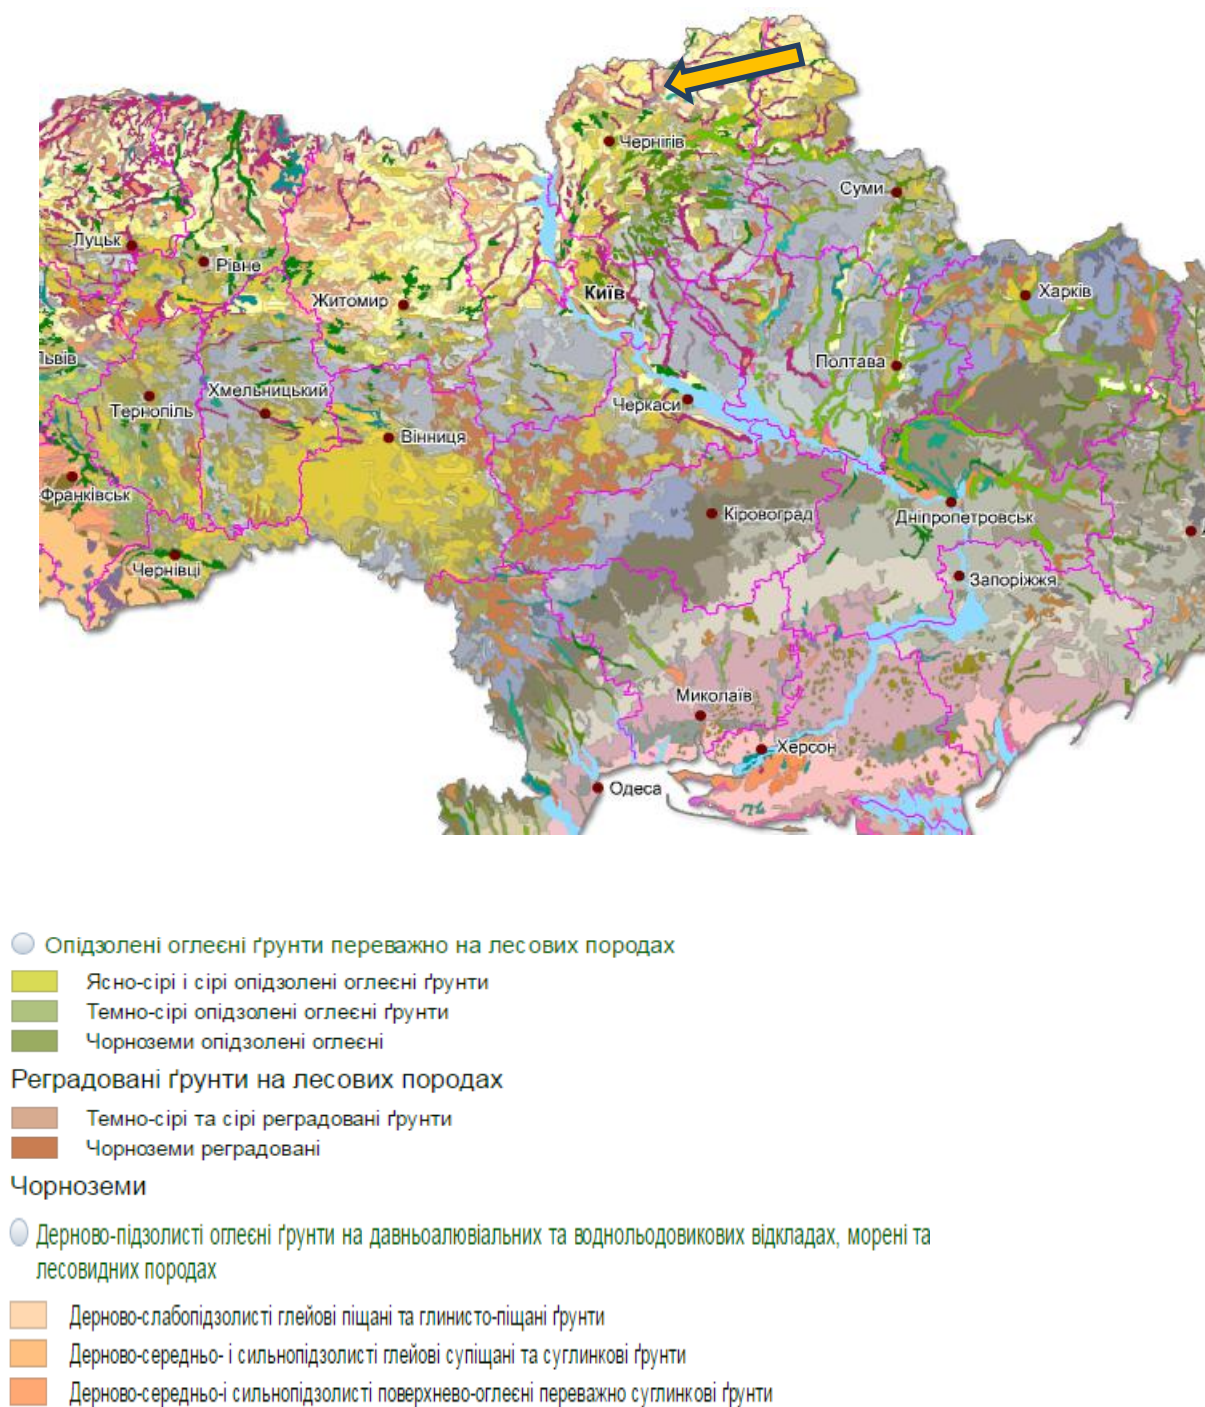 Чернігів
Суми
Луцьк
Рівне
Київ
Харків
Житомир
Львів
Полтава
Хмельницький
Тернопіль
Черкаси
Вінниця
Франківськ
Кіровоград
Дніпропетровськ
Чернівці
Запоріжжя
Миколаїв
Херсон
Одеса
Опідзолені оглеєні ґрунти переважно на лесових породах
Ясно-сірі і сірі опідзолені оглеєні ґрунти
Темно-сірі опідзолені оглеєні ґрунти
Чорноземи опідзолені оглеєні
Реградовані ґрунти на лесових породах
Темно-сірі та сірі реградовані ґрунти
Чорноземи реградовані
Чорноземи
Дерново-підзолисті оглеєні ґрунти на давньоалювіальних та воднольодовикових відкладах, морені та
лесовидних породах
Дерново-слабопідзолисті глейові піщані та глинисто-піщані ґрунти
Дерново-середньо- і сильнопідзолисті глейові супіщані та суглинкові ґрунти
Дерново-середньо-і сильнопідзолисті поверхнево-оглеєні переважно суглинкові ґрунти